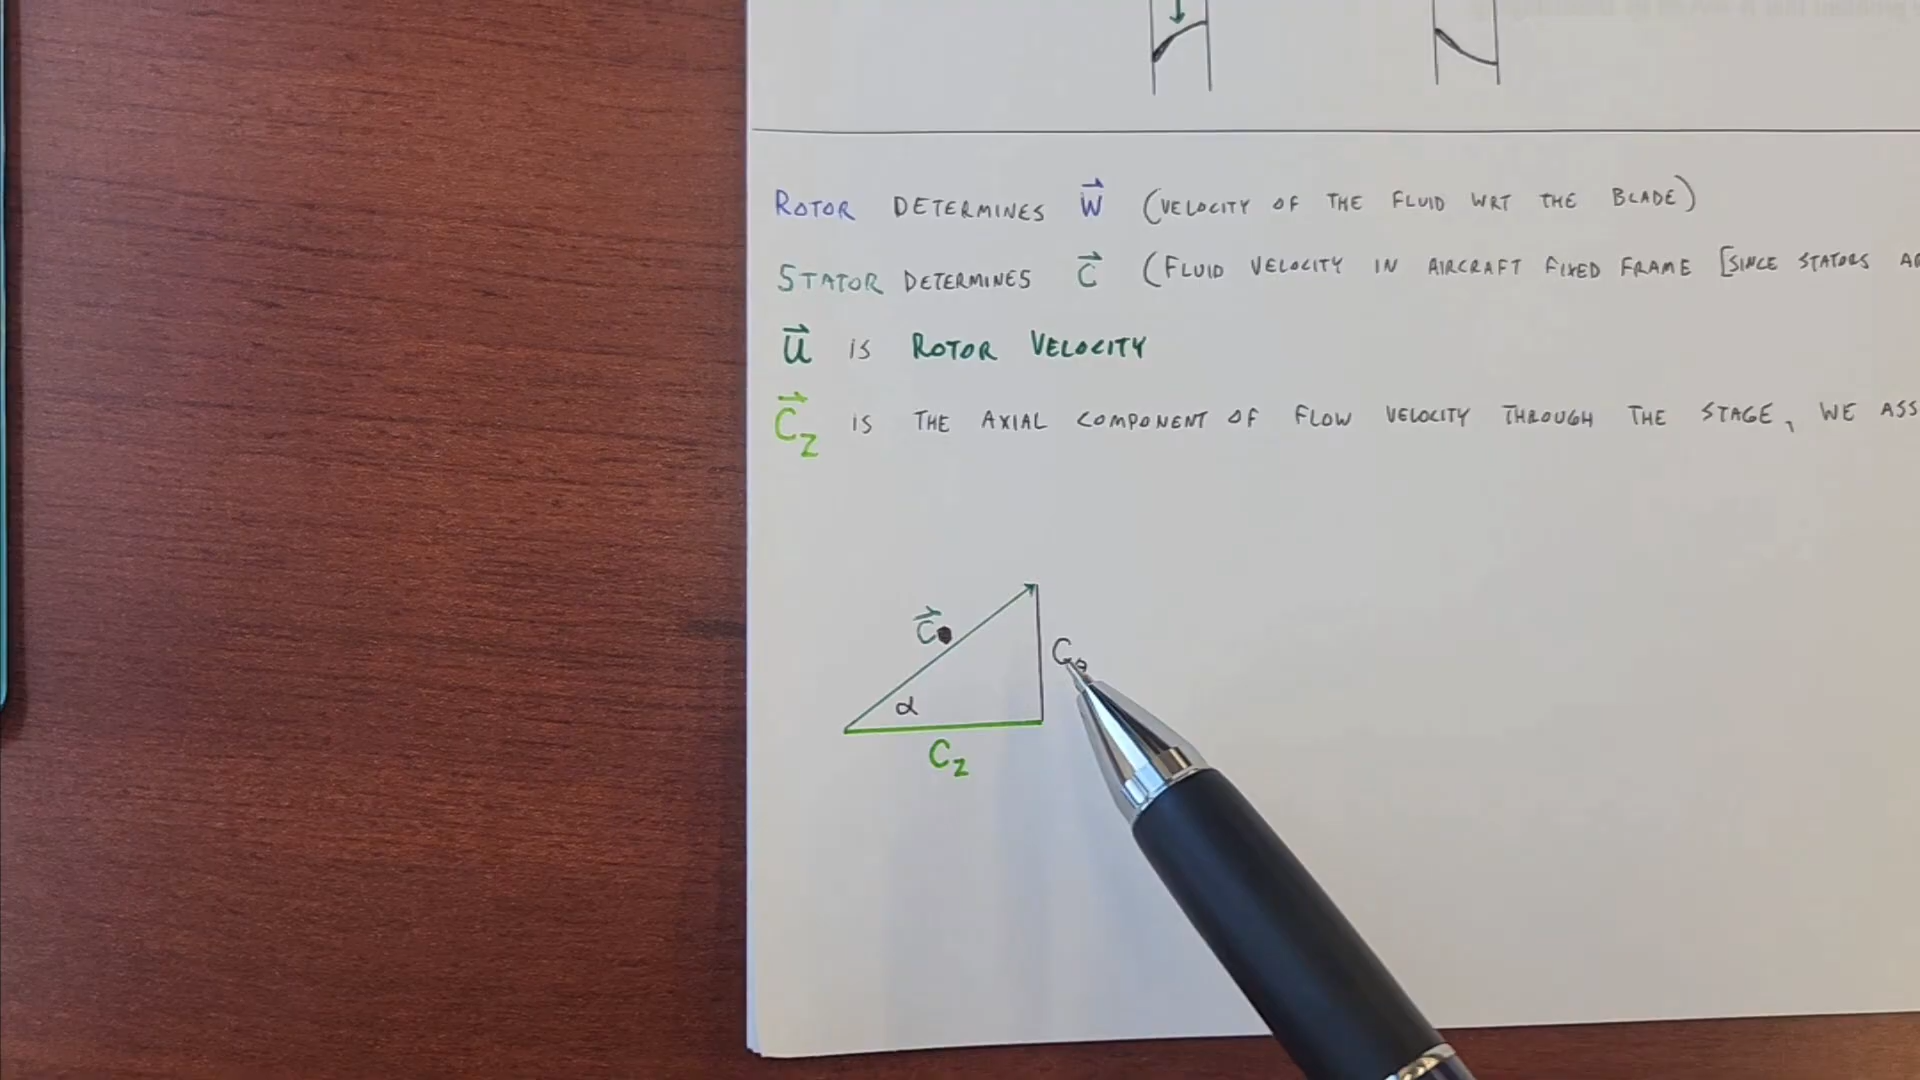 ROTOR DETERMINES W (VELOCITY OF THE FLUID WRT THE BLADE)
STATOR DETERMINES C (FLUID VELOCITY IN AIRCRAFT FIXED FRAME [SINCE STATORS
U IS ROTOR VELOCITY
Cz IS THE AXIAL COMPONENT OF FLOW VELOCITY THROUGH THE STAGE, WE
C
Cθ
α
Cz